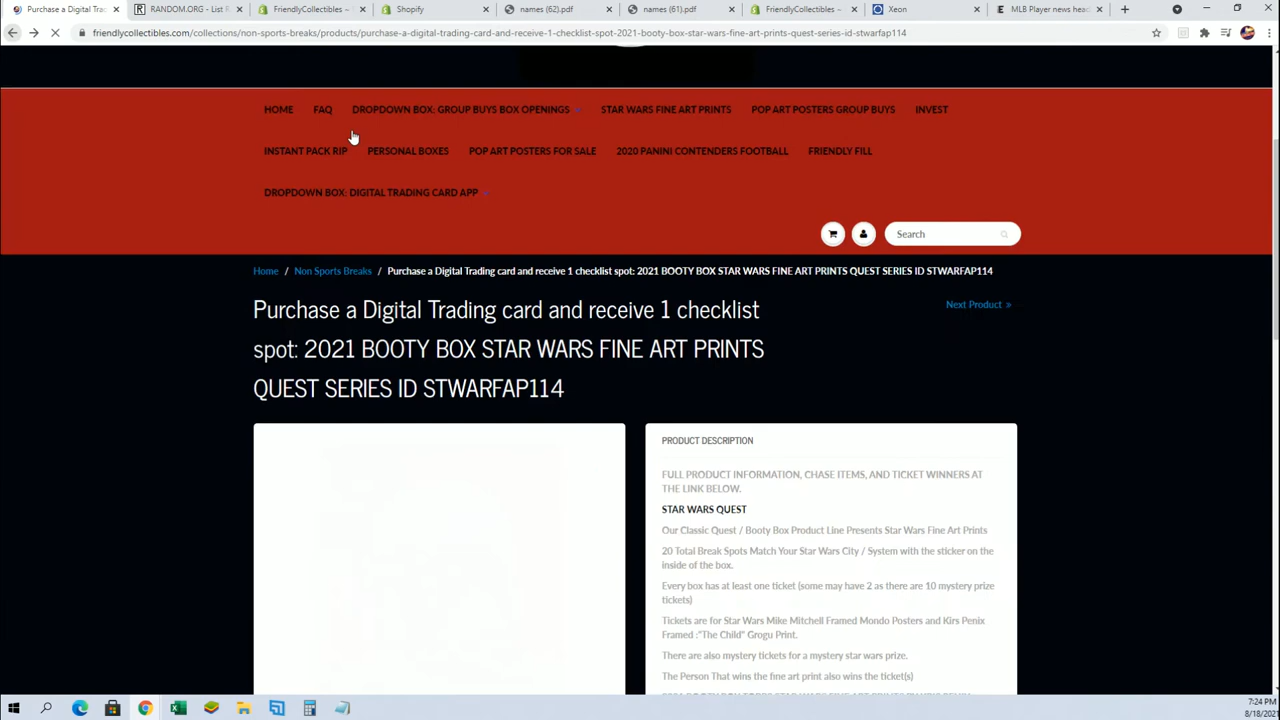 Purchase a Digital Tra
RANDOM.ORG - List R
FriendlyCollectibles –
Shopify
names (62).pdf
names (61).pdf
FriendlyCollectibles –
Xeon
MLB Player news head
friendlycollectibles.com/collections/non-sports-breaks/products/purchase-a-digital-trading-card-and-receive-1-checklist-spot-2021-booty-box-star-wars-fine-art-prints-quest-series-id-stwarfap114
HOME FAQ DROPDOWN BOX: GROUP BUYS BOX OPENINGS STAR WARS FINE ART PRINTS POP ART POSTERS GROUP BUYS INVEST
INSTANT PACK RIP PERSONAL BOXES POP ART POSTERS FOR SALE 2020 PANINI CONTENDERS FOOTBALL FRIENDLY FILL
DROPDOWN BOX: DIGITAL TRADING CARD APP
Search
Home / Non Sports Breaks / Purchase a Digital Trading card and receive 1 checklist spot: 2021 BOOTY BOX STAR WARS FINE ART PRINTS QUEST SERIES ID STWARFAP114
Purchase a Digital Trading card and receive 1 checklist
spot: 2021 BOOTY BOX STAR WARS FINE ART PRINTS
QUEST SERIES ID STWARFAP114
Next Product »
PRODUCT DESCRIPTION
FULL PRODUCT INFORMATION, CHASE ITEMS, AND TICKET WINNERS AT
THE LINK BELOW.
STAR WARS QUEST
Our Classic Quest / Booty Box Product Line Presents Star Wars Fine Art Prints
20 Total Break Spots Match Your Star Wars City / System with the sticker on the
inside of the box.
Every box has at least one ticket (some may have 2 as there are 10 mystery prize
tickets)
Tickets are for Star Wars Mike Mitchell Framed Mondo Posters and Kirs Penix
Framed :"The Child" Grogu Print.
There are also mystery tickets for a mystery star wars prize.
The Person That wins the fine art print also wins the ticket(s)
7:24 PM
8/18/2021